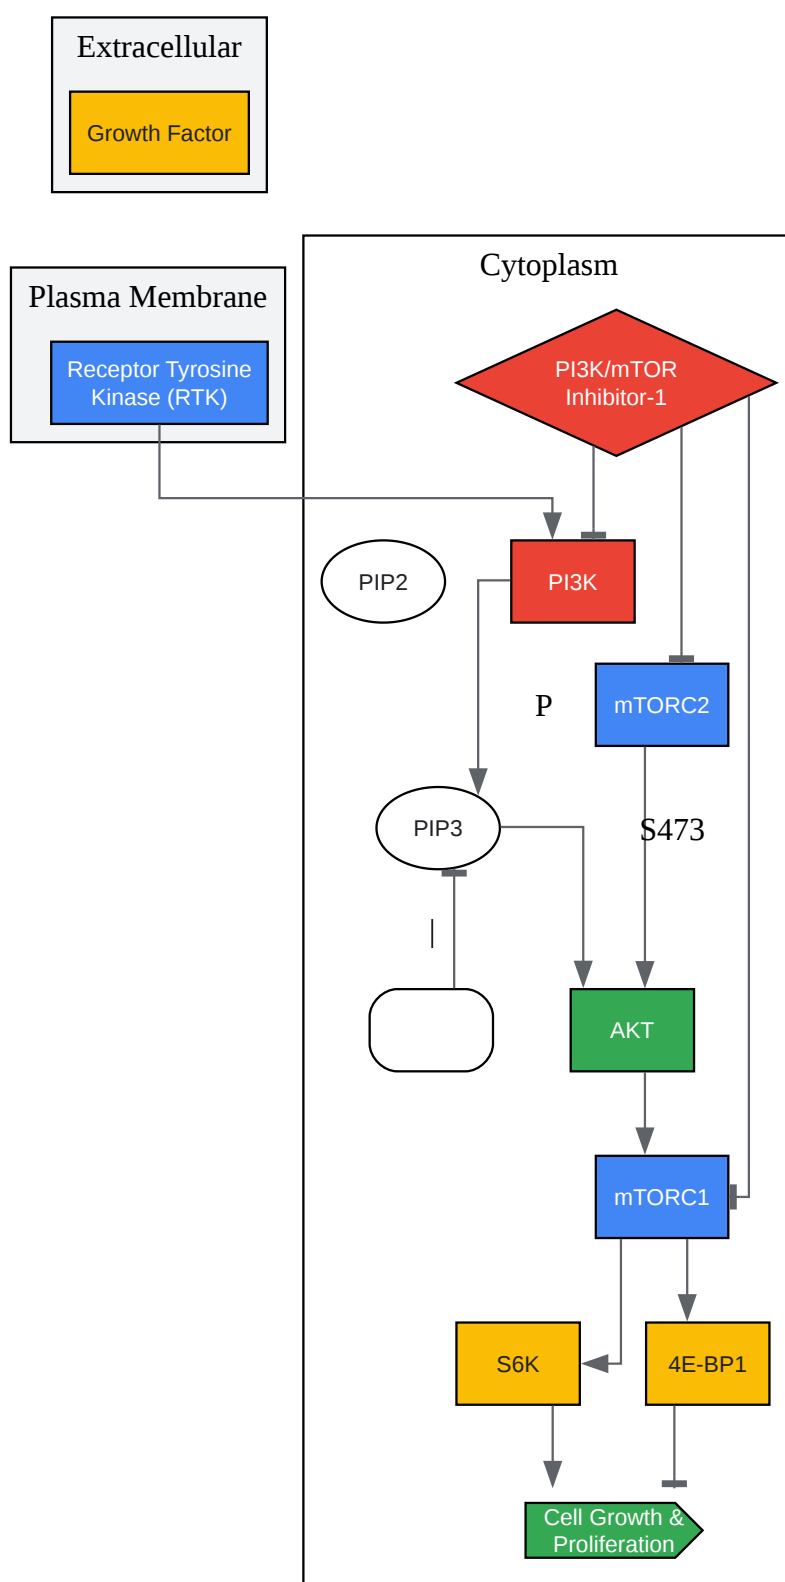 Extracellular
Growth Factor
Cytoplasm
Plasma Membrane
Receptor Tyrosine
Kinase (RTK)
PI3K/mTOR
Inhibitor-1
PIP2
PI3K
P
mTORC2
PIP3
S473
|
AKT
mTORC1
S6K
4E-BP1
Cell Growth &
Proliferation